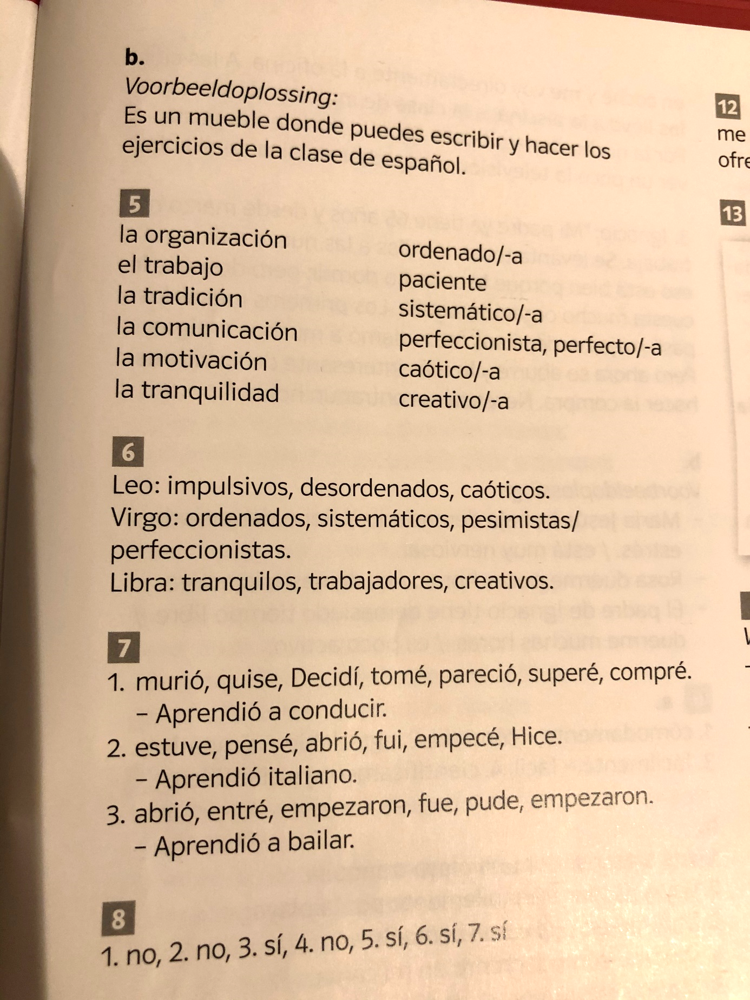 b.
Voorbeeldoplossing:
Es un mueble donde puedes escribir y hacer los
ejercicios de la clase de español.
5
la organización
el trabajo
la tradición
la comunicación
la motivación
la tranquilidad
ordenado/-a
paciente
sistemático/-a
perfeccionista, perfecto/-a
caótico/-a
creativo/-a
6
Leo: impulsivos, desordenados, caóticos.
Virgo: ordenados, sistemáticos, pesimistas/
perfeccionistas.
Libra: tranquilos, trabajadores, creativos.
7
1. murió, quise, Decidí, tomé, pareció, superé, compré.
– Aprendió a conducir.
2. estuve, pensé, abrió, fui, empecé, Hice.
– Aprendió italiano.
3. abrió, entré, empezaron, fue, pude, empezaron.
– Aprendió a bailar.
8
1. no, 2. no, 3. sí, 4. no, 5. sí, 6. sí, 7. sí
12
me
13